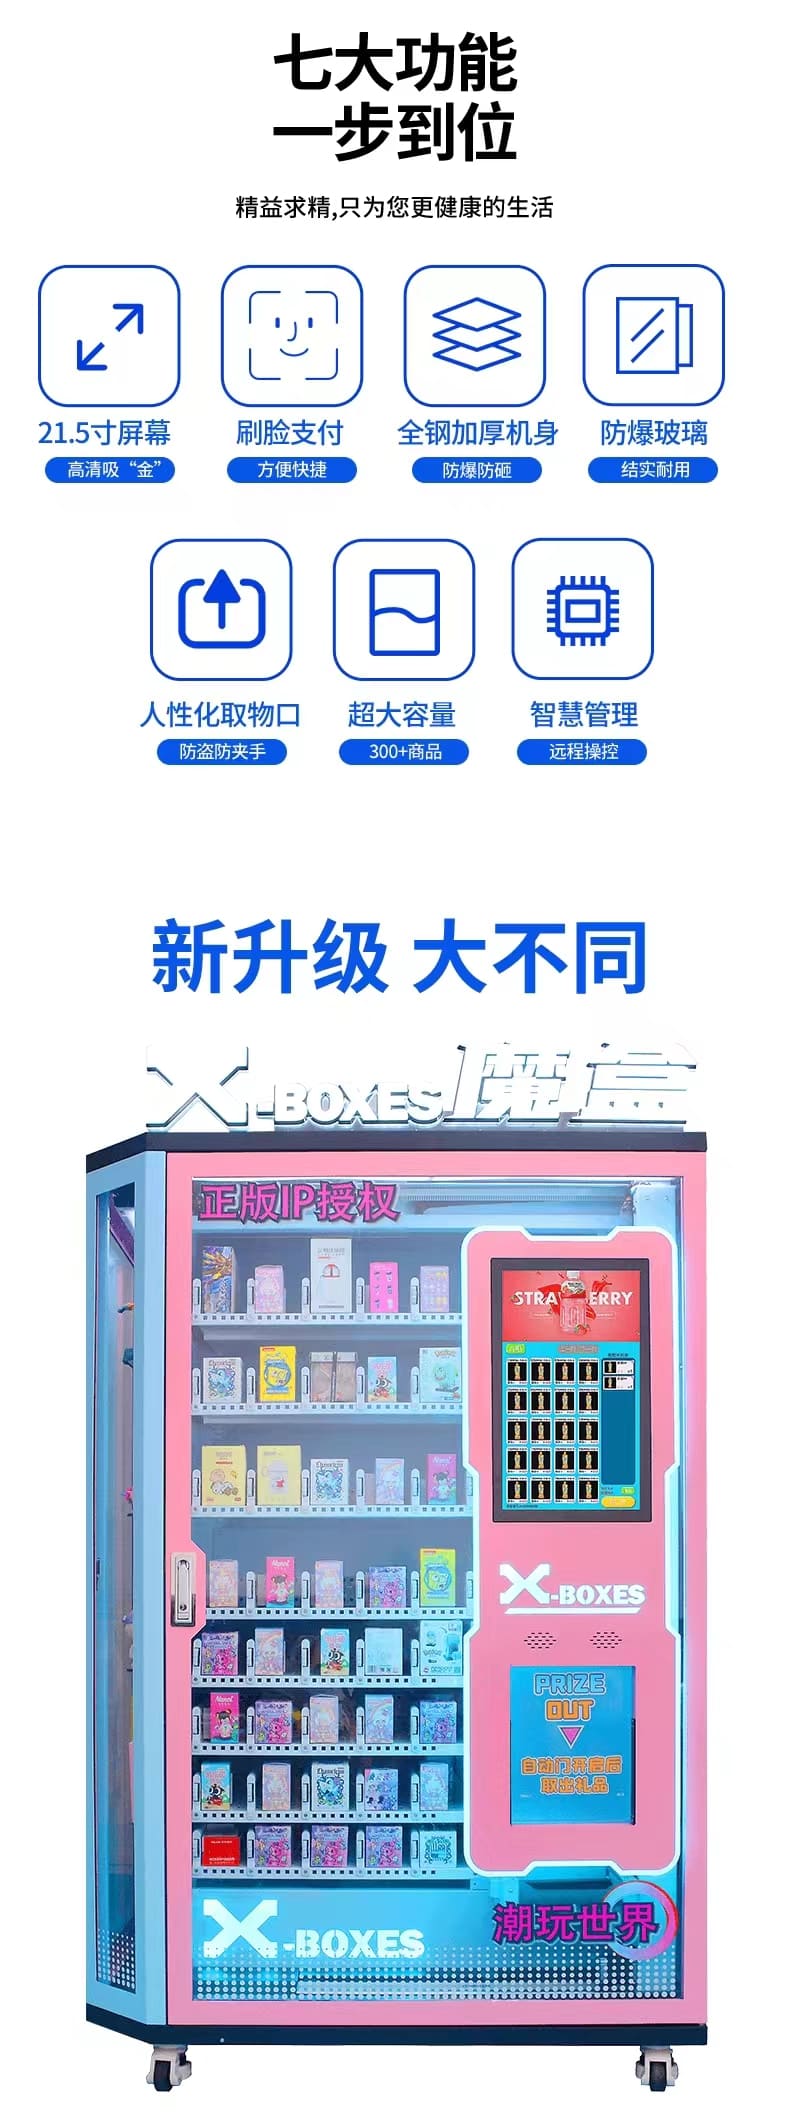 七大功能
一步到位
精益求精,只为您更健康的生活
21.5寸屏幕
高清吸“金”
刷脸支付
方便快捷
全钢加厚机身
防爆防砸
防爆玻璃
结实耐用
人性化取物口
防盗防夹手
超大容量
300+商品
智慧管理
远程操控
新升级 大不同
X-BOXES魔盒
正版IP授权
X-BOXES
PRIZE
OUT
自动门开启后
取出礼品
X-BOXES
潮玩世界